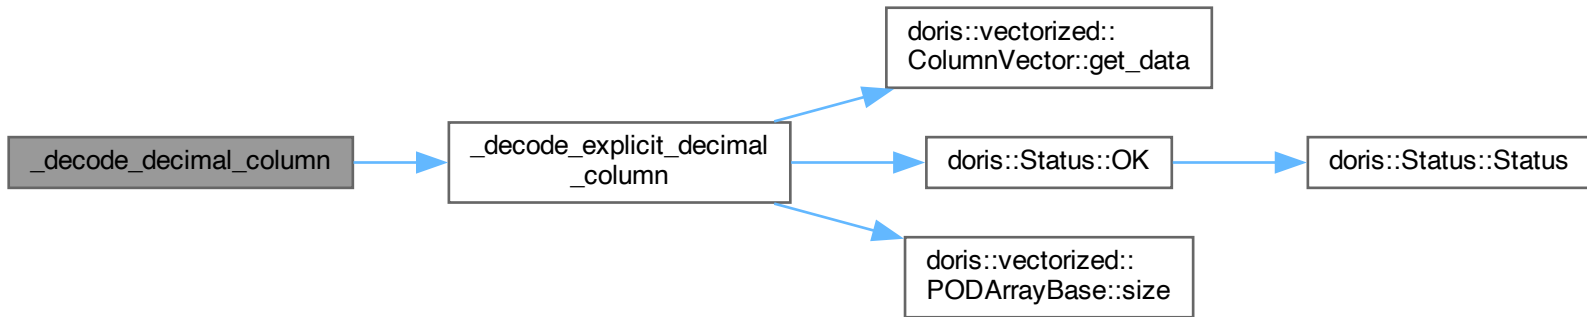 _decode_decimal_column
_decode_explicit_decimal
_column
doris::vectorized::
ColumnVector::get_data
doris::Status::OK
doris::Status::Status
doris::vectorized::
PODArrayBase::size